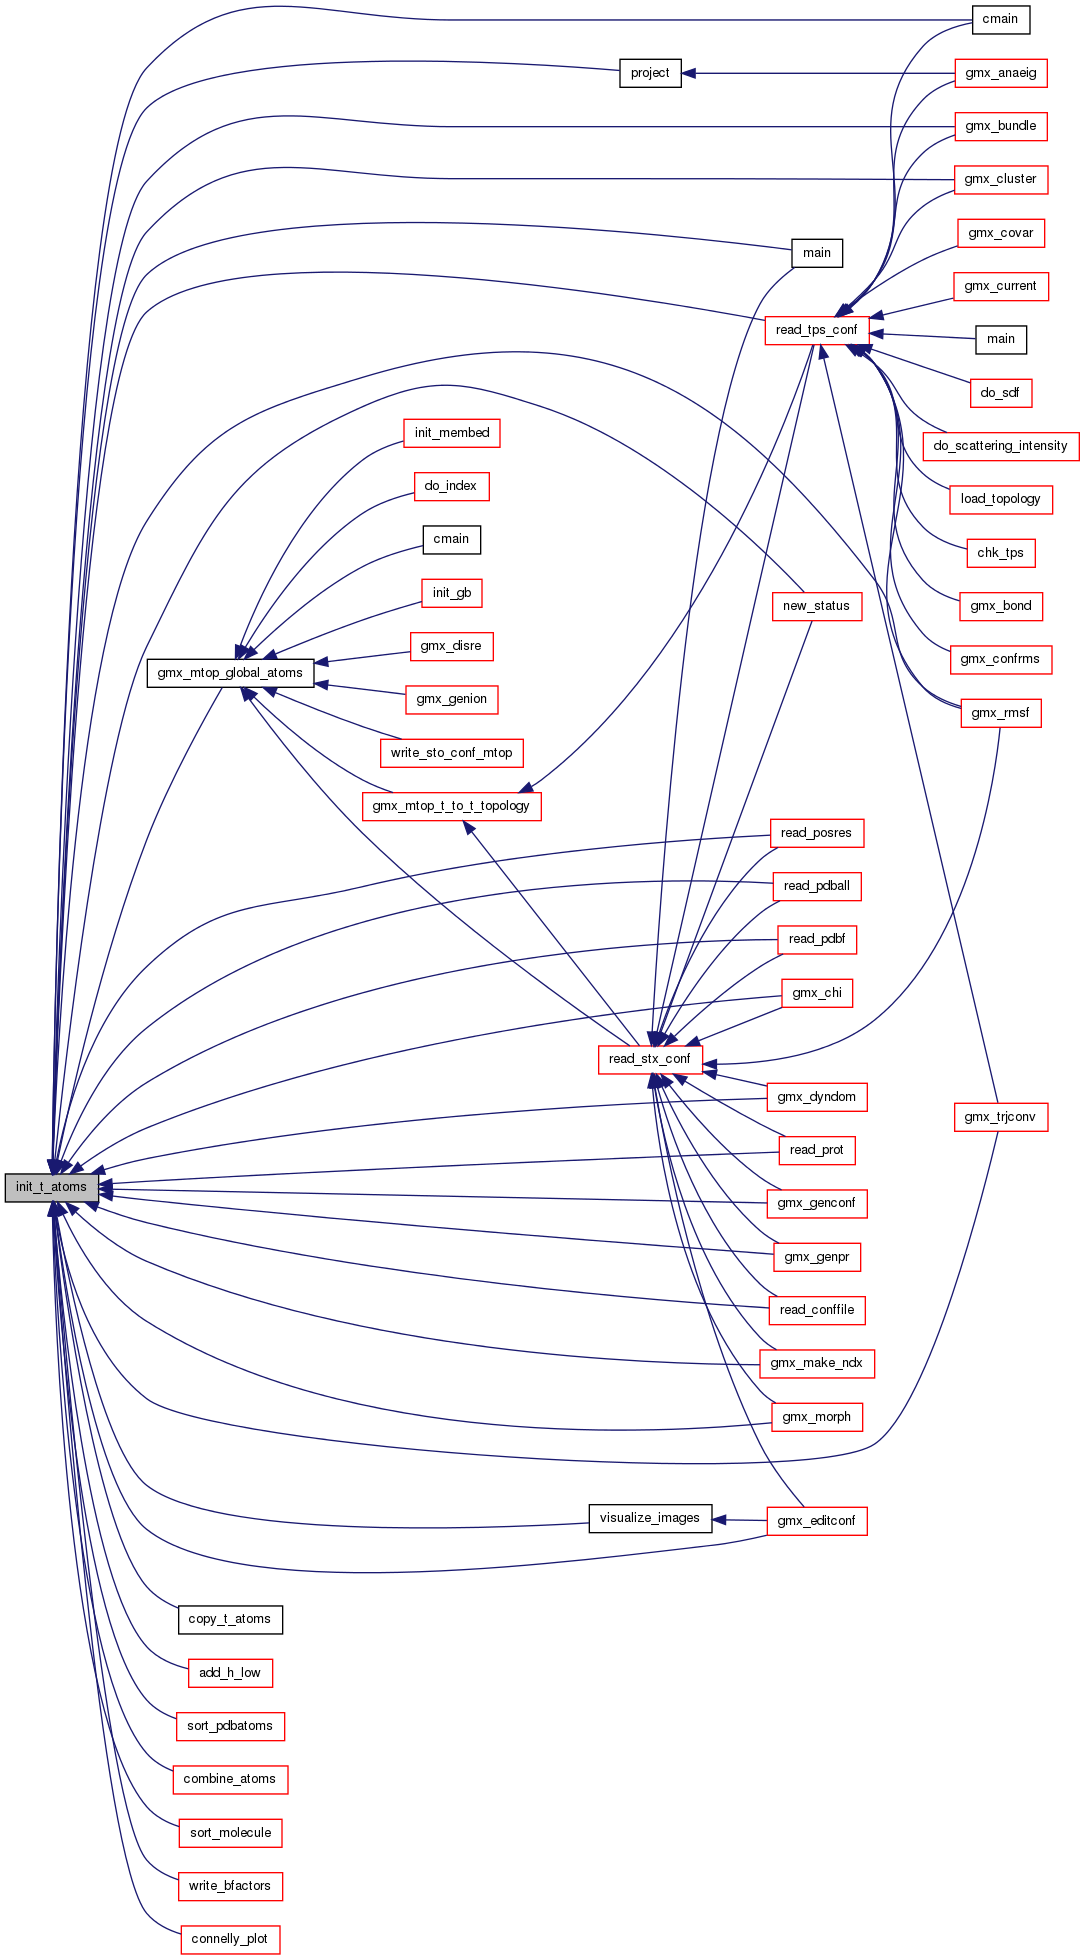 cmain
project
gmx_anaeig
gmx_bundle
gmx_cluster
gmx_covar
main
gmx_current
read_tps_conf
main
do_sdf
init_membed
do_scattering_intensity
do_index
load_topology
cmain
chk_tps
init_gb
new_status
gmx_bond
gmx_disre
gmx_confrms
gmx_mtop_global_atoms
gmx_genion
gmx_rmsf
write_sto_conf_mtop
gmx_mtop_t_to_t_topology
read_posres
read_pdball
read_pdbf
gmx_chi
read_stx_conf
gmx_dyndom
gmx_trjconv
read_prot
init_t_atoms
gmx_genconf
gmx_genpr
read_conffile
gmx_make_ndx
gmx_morph
visualize_images
gmx_editconf
copy_t_atoms
add_h_low
sort_pdbatoms
combine_atoms
sort_molecule
write_bfactors
connelly_plot